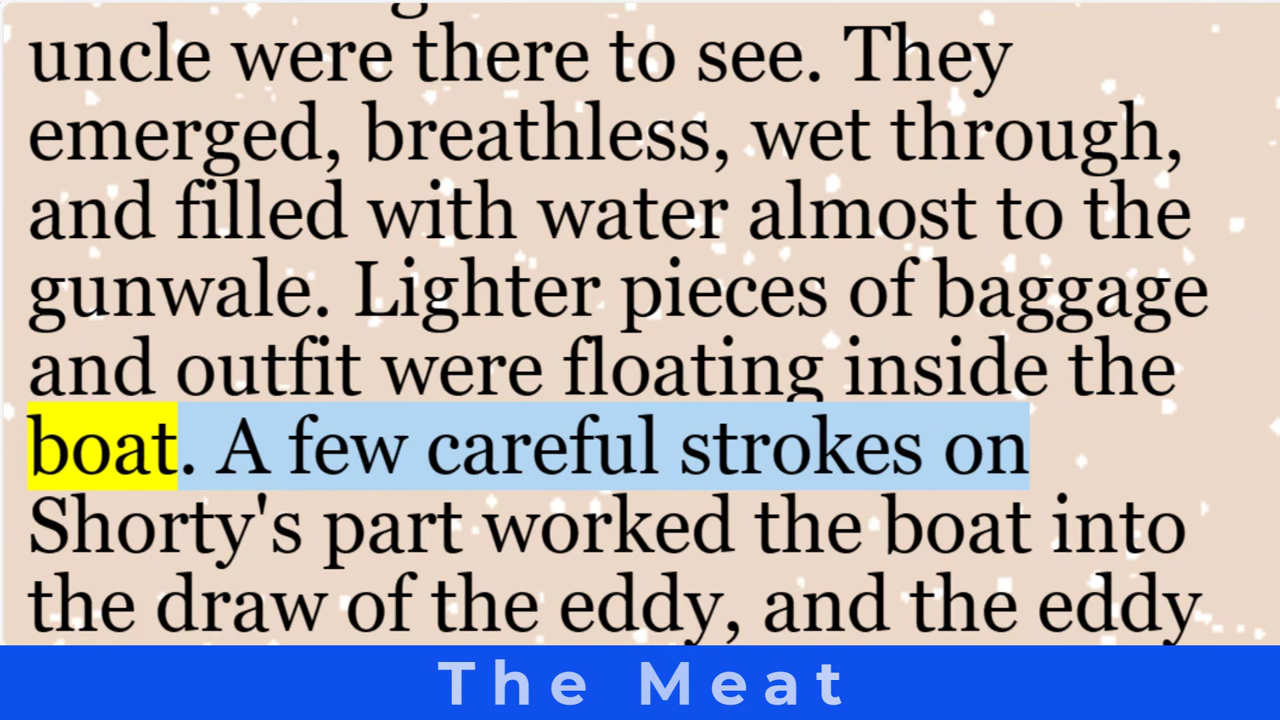 uncle were there to see. They
emerged, breathless, wet through,
and filled with water almost to the
gunwale. Lighter pieces of baggage
and outfit were floating inside the
boat. A few careful strokes on
Shorty's part worked the boat into
the draw of the eddy, and the eddy
The Meat